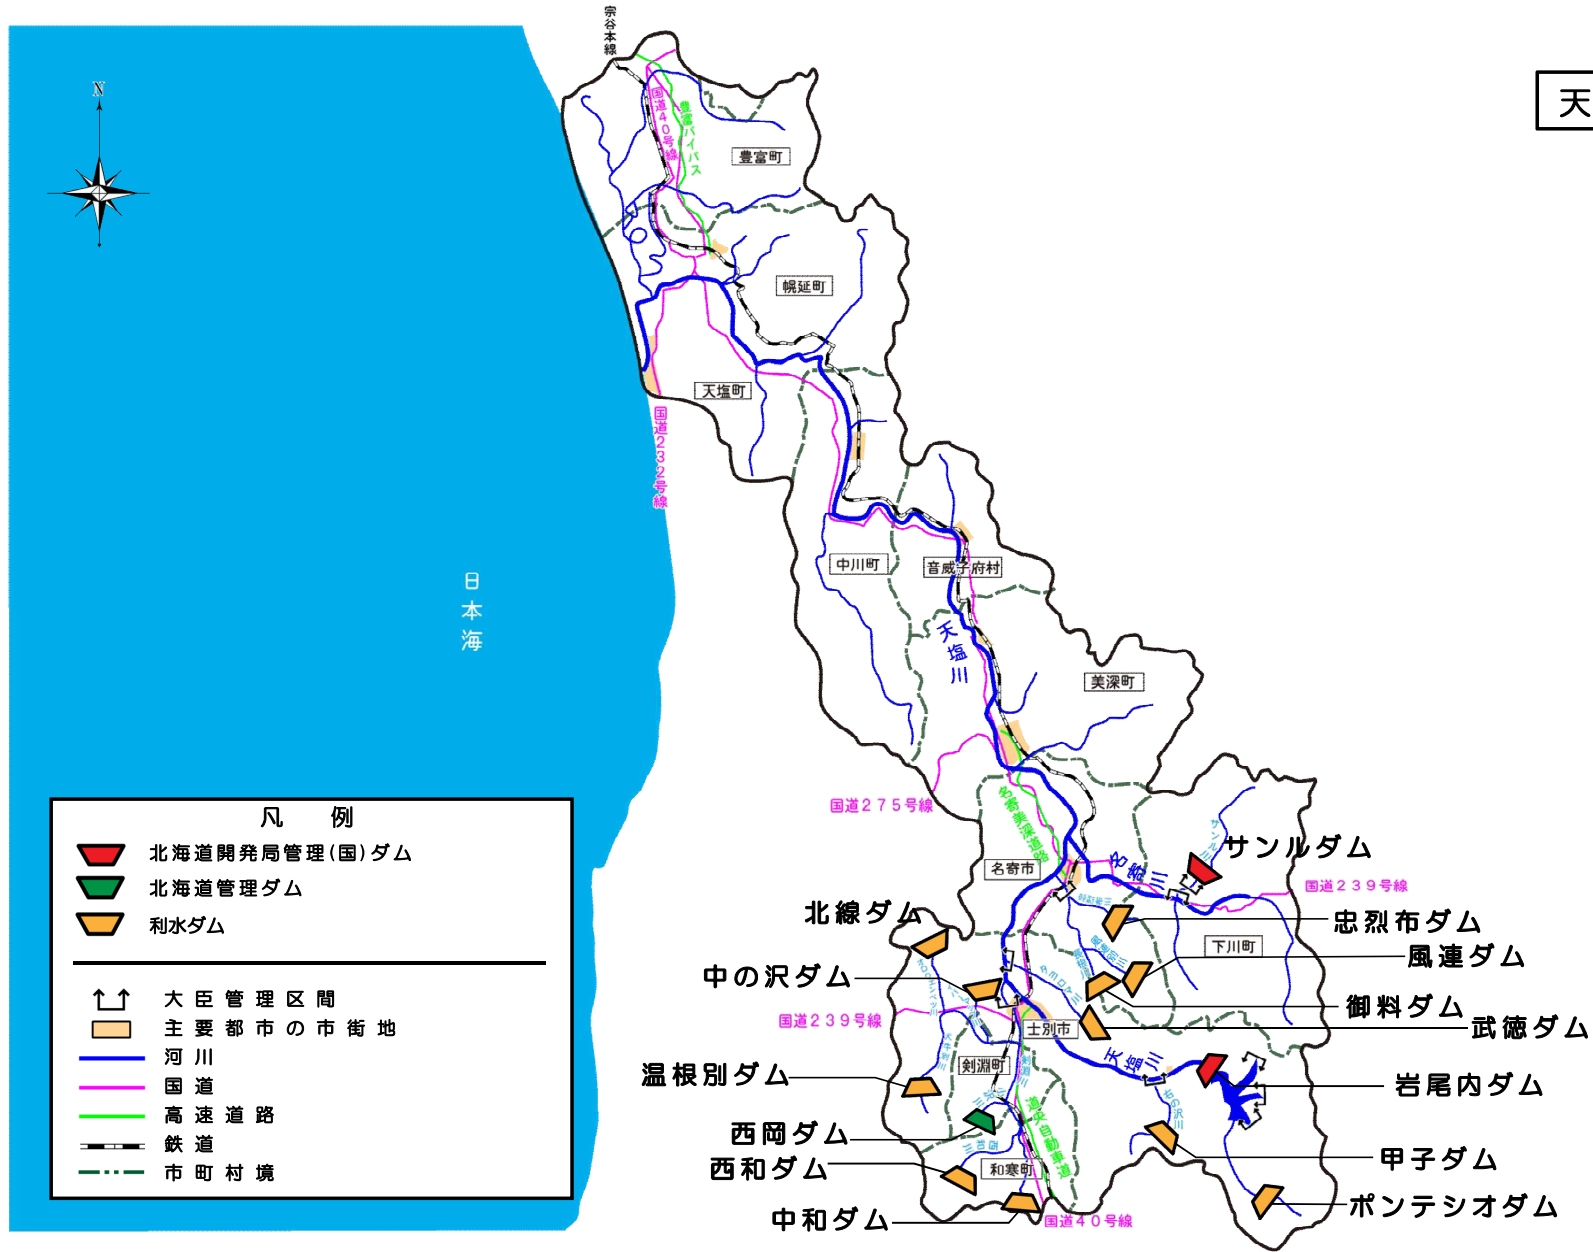 宗谷本線
天
N
国道40号線
豊富バイパス
豊富町
幌延町
天塩町
国道232号線
中川町
音威子府村
天塩川
日本海
美深町
国道275号線
名寄美深道路
名寄市
名寄川
サンル川
サンルダム
国道239号線
北線ダム
忠烈布ダム
下川町
風連ダム
中の沢ダム
御料ダム
国道239号線
士別市
武徳ダム
天塩川
剣淵町
剣淵川
温根別ダム
岩尾内ダム
西岡ダム
道央自動車道
西和ダム
和寒町
甲子ダム
中和ダム
国道40号線
ポンテシオダム
凡例
北海道開発局管理(国)ダム
北海道管理ダム
利水ダム
大臣管理区間
主要都市の市街地
河川
国道
高速道路
鉄道
市町村境